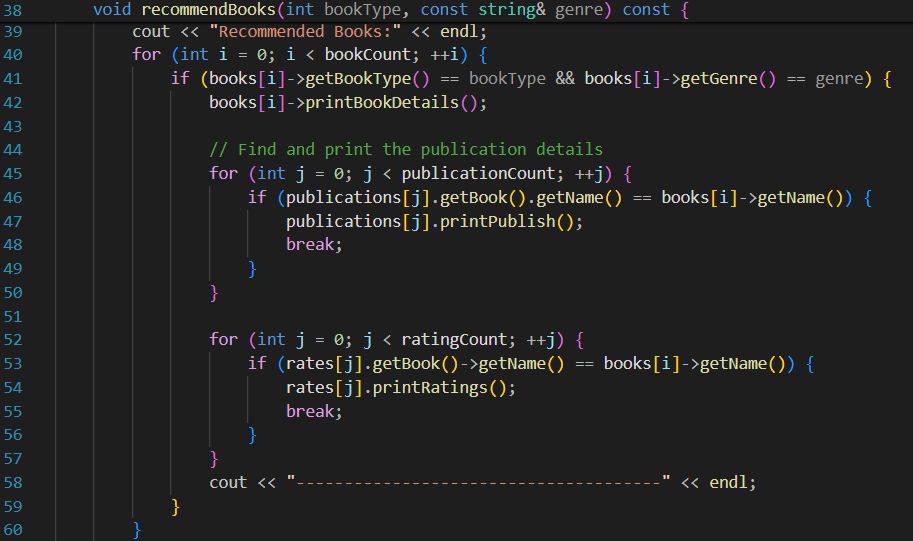 38 void recommendBooks(int bookType, const string& genre) const {
39 cout << "Recommended Books:" << endl;
40 for (int i = 0; i < bookCount; ++i) {
41 if (books[i]->getBookType() == bookType && books[i]->getGenre() == genre) {
42 books[i]->printBookDetails();
43
44 // Find and print the publication details
45 for (int j = 0; j < publicationCount; ++j) {
46 if (publications[j].getBook().getName() == books[i]->getName()) {
47 publications[j].printPublish();
48 break;
49 }
50 }
51
52 for (int j = 0; j < ratingCount; ++j) {
53 if (rates[j].getBook()->getName() == books[i]->getName()) {
54 rates[j].printRatings();
55 break;
56 }
57 }
58 cout << "--------------------------------------" << endl;
59 }
60 }